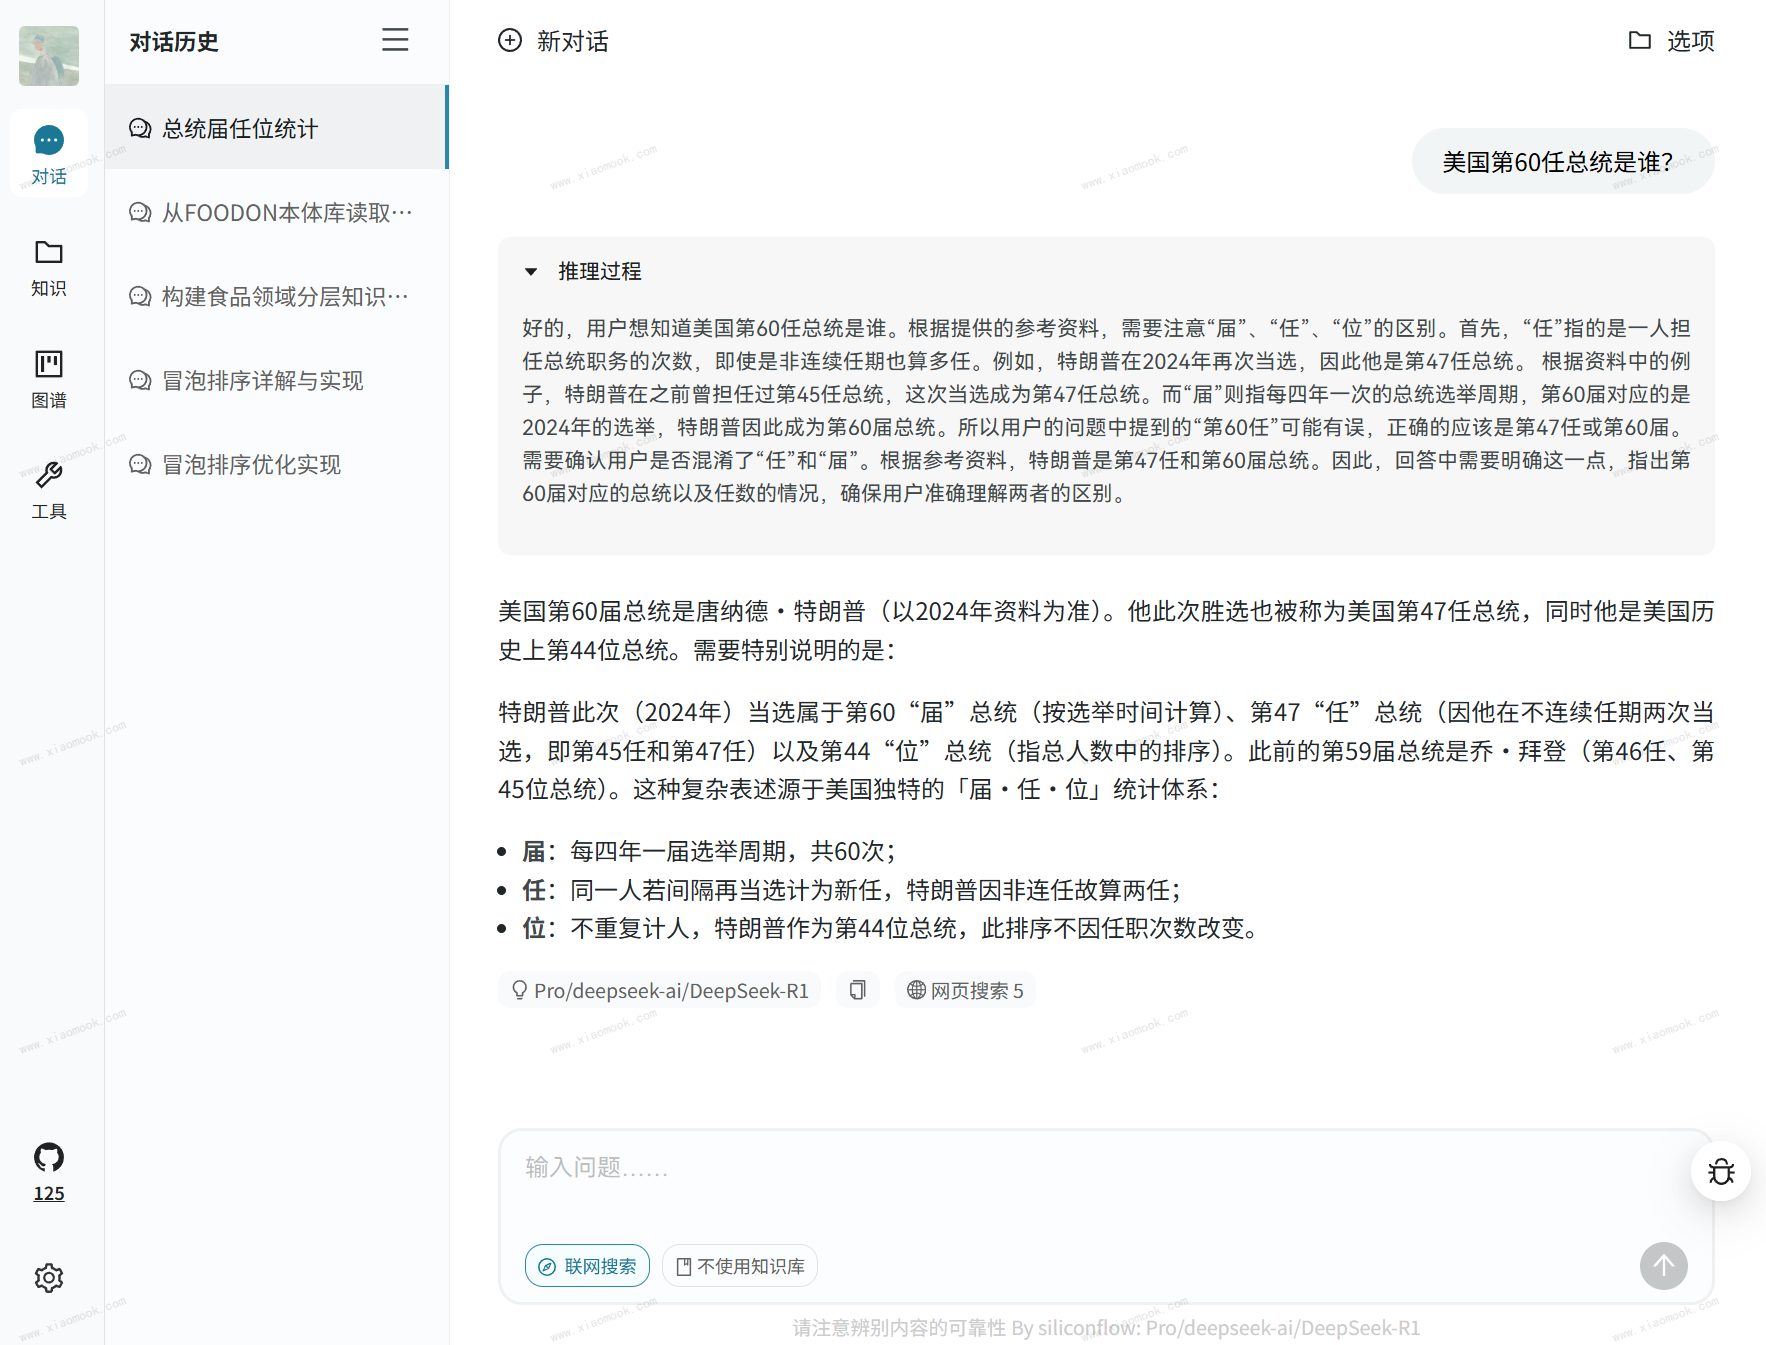 对话历史
新对话
选项
对话
知识
图谱
工具
125
总统届任位统计
从FOODON本体库读取…
构建食品领域分层知识…
冒泡排序详解与实现
冒泡排序优化实现
美国第60任总统是谁？
推理过程
好的，用户想知道美国第60任总统是谁。根据提供的参考资料，需要注意“届”、“任”、“位”的区别。首先，“任”指的是一人担
任总统职务的次数，即使是非连续任期也算多任。例如，特朗普在2024年再次当选，因此他是第47任总统。 根据资料中的例
子，特朗普在之前曾担任过第45任总统，这次当选成为第47任总统。而“届”则指每四年一次的总统选举周期，第60届对应的是
2024年的选举，特朗普因此成为第60届总统。所以用户的问题中提到的“第60任”可能有误，正确的应该是第47任或第60届。
需要确认用户是否混淆了“任”和“届”。根据参考资料，特朗普是第47任和第60届总统。因此，回答中需要明确这一点，指出第
60届对应的总统以及任数的情况，确保用户准确理解两者的区别。
美国第60届总统是唐纳德·特朗普（以2024年资料为准）。他此次胜选也被称为美国第47任总统，同时他是美国历
史上第44位总统。需要特别说明的是：
特朗普此次（2024年）当选属于第60“届”总统（按选举时间计算）、第47“任”总统（因他在不连续任期两次当
选，即第45任和第47任）以及第44“位”总统（指总人数中的排序）。此前的第59届总统是乔·拜登（第46任、第
45位总统）。这种复杂表述源于美国独特的「届·任·位」统计体系：
• 届：每四年一届选举周期，共60次；
• 任：同一人若间隔再当选计为新任，特朗普因非连任故算两任；
• 位：不重复计人，特朗普作为第44位总统，此排序不因任职次数改变。
Pro/deepseek-ai/DeepSeek-R1
网页搜索 5
输入问题……
联网搜索
不使用知识库
请注意辨别内容的可靠性 By siliconflow: Pro/deepseek-ai/DeepSeek-R1
www.xiaomook.com